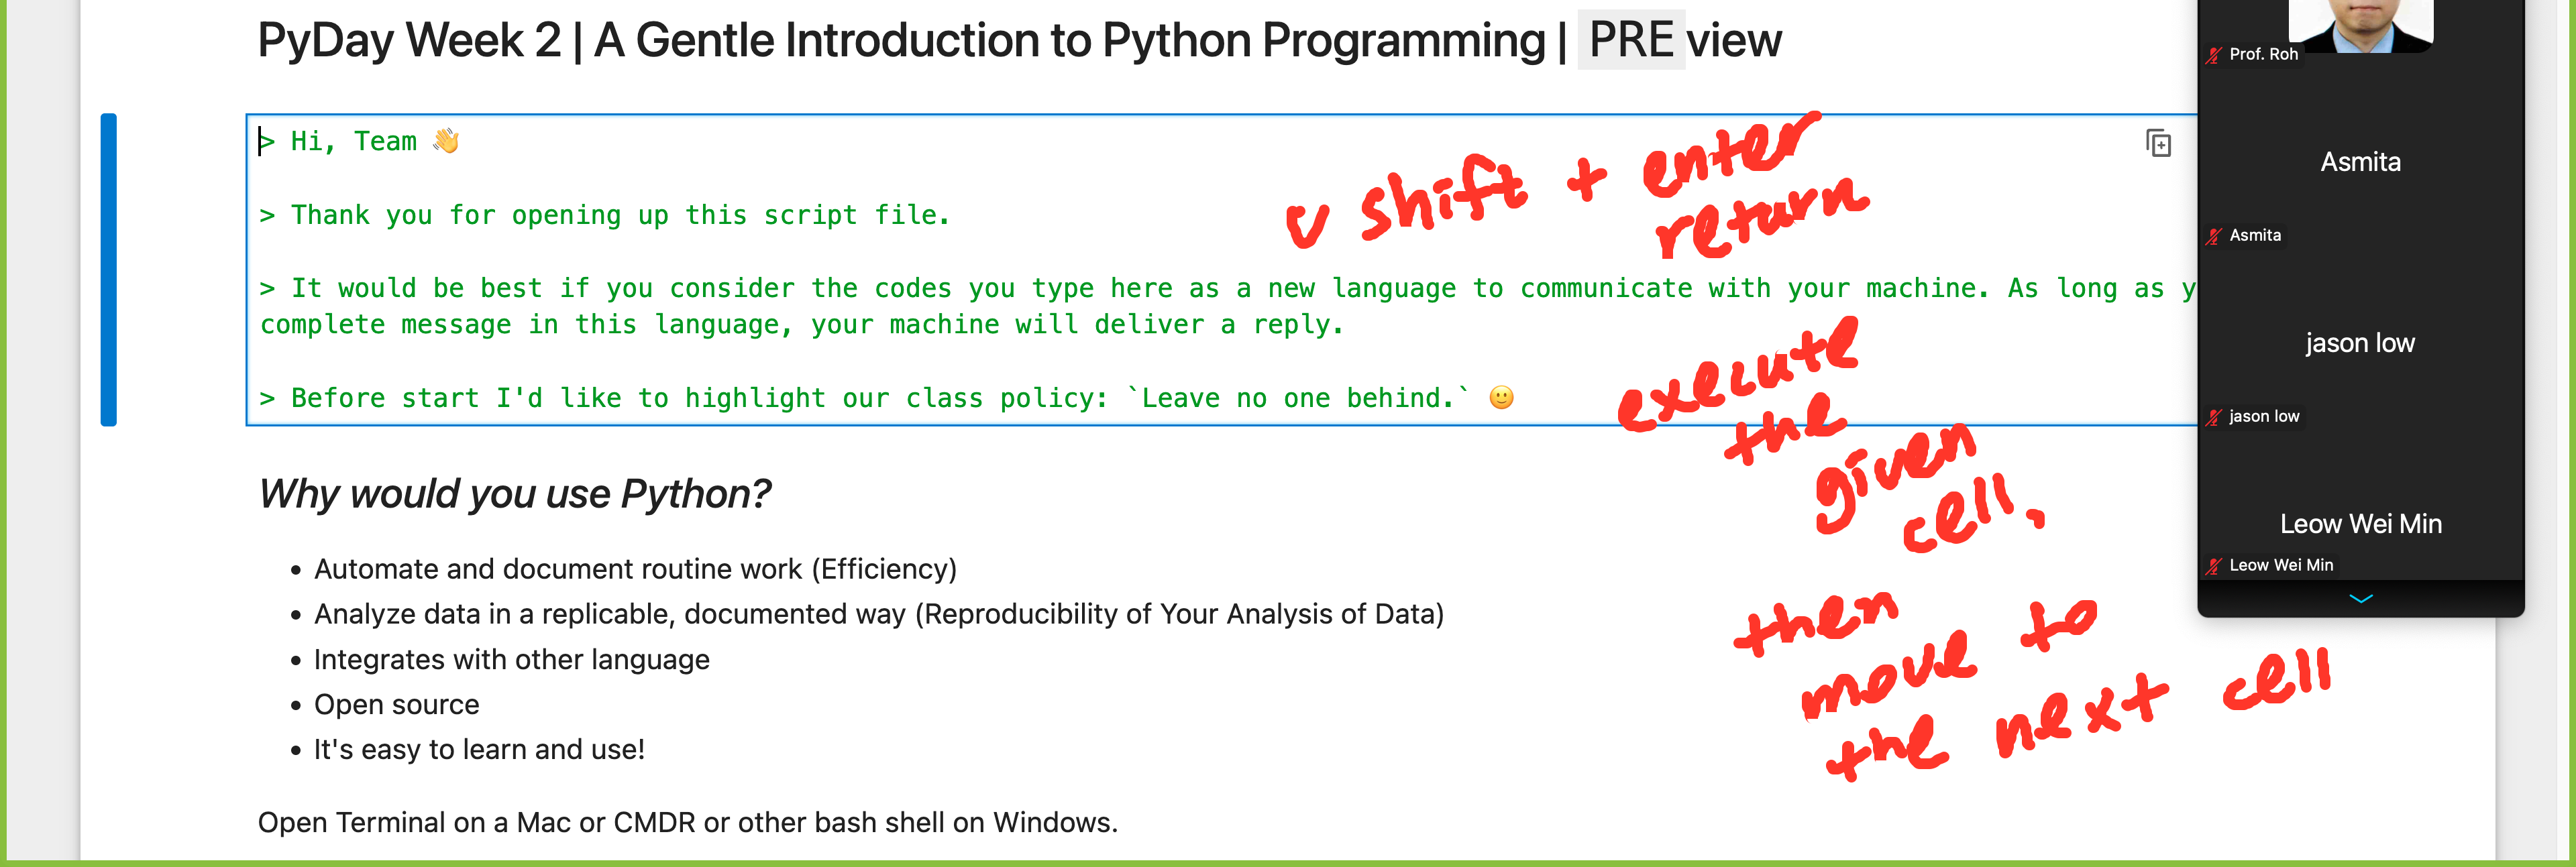 PyDay Week 2 | A Gentle Introduction to Python Programming | PRE view
> Hi, Team 👋
> Thank you for opening up this script file.
> It would be best if you consider the codes you type here as a new language to communicate with your machine. As long as y
complete message in this language, your machine will deliver a reply.
> Before start I'd like to highlight our class policy: `Leave no one behind.` 🙂
shift + enter
return
execute
the
given
cell,
then
move to
the next cell
Why would you use Python?
• Automate and document routine work (Efficiency)
• Analyze data in a replicable, documented way (Reproducibility of Your Analysis of Data)
• Integrates with other language
• Open source
• It's easy to learn and use!
Open Terminal on a Mac or CMDR or other bash shell on Windows.
Prof. Roh
Asmita
Asmita
jason low
jason low
Leow Wei Min
Leow Wei Min